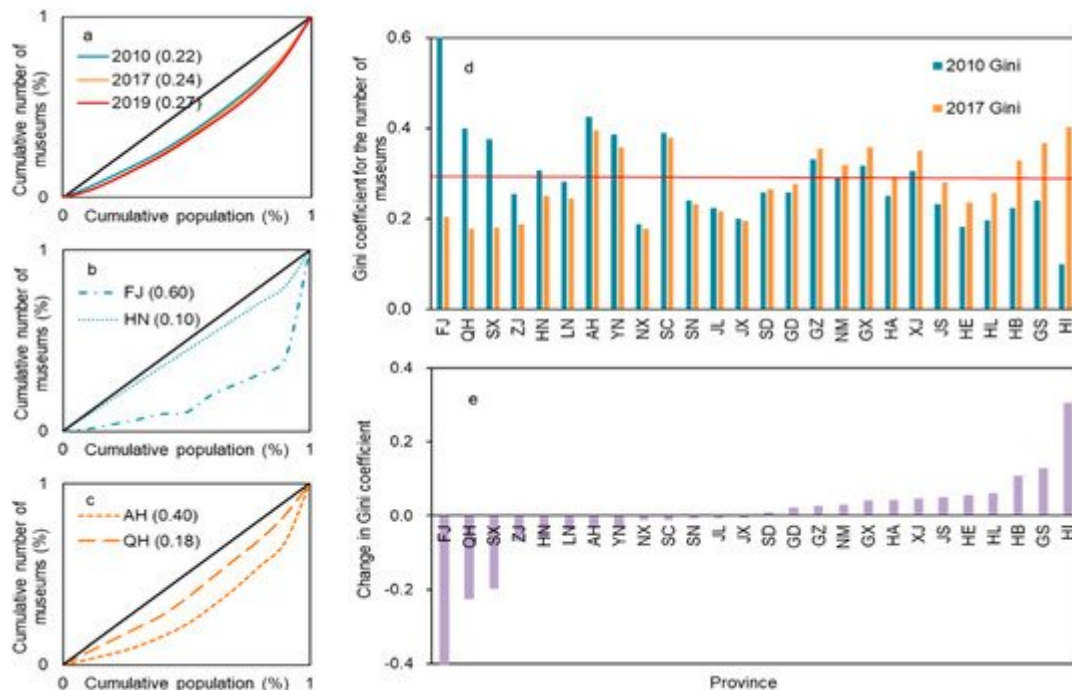 1
a
2010 (0.22)
2017 (0.24)
2019 (0.27)
Cumulative number of
museums (%)
0
0 Cumulative population (%) 1
1
b
FJ (0.60)
HN (0.10)
Cumulative number of
museums (%)
0
0 Cumulative population (%) 1
1
c
AH (0.40)
QH (0.18)
Cumulative number of
museums (%)
0
0 Cumulative population (%) 1
d
2010 Gini
2017 Gini
Gini coefficient for the number of
museums
0.6
0.4
0.2
0.0
FJ QH SX ZJ HN LN AH YN NX SC SN JL JX SD GD GZ NM GX HA XJ JS HE HL HB GS HI
e
Change in Gini coefficient
0.4
0.2
0.0
-0.2
-0.4
FJ QH SX ZJ HN LN AH YN NX SC SN JL JX SD GD GZ NM GX HA XJ JS HE HL HB GS HI
Province